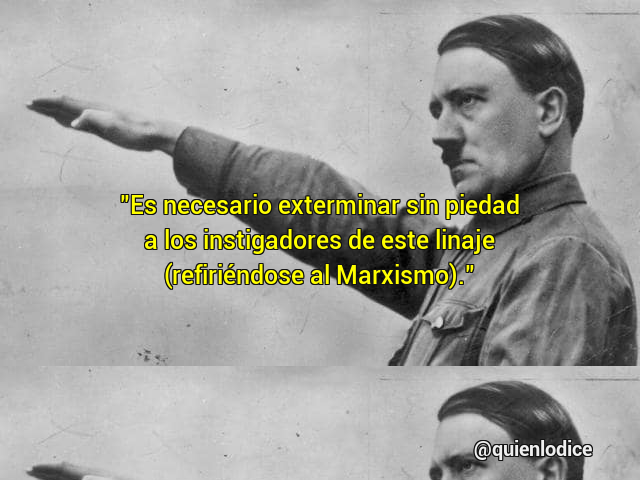 "Es necesario exterminar sin piedad
a los instigadores de este linaje
(refiriéndose al Marxismo)."
@quienlodice